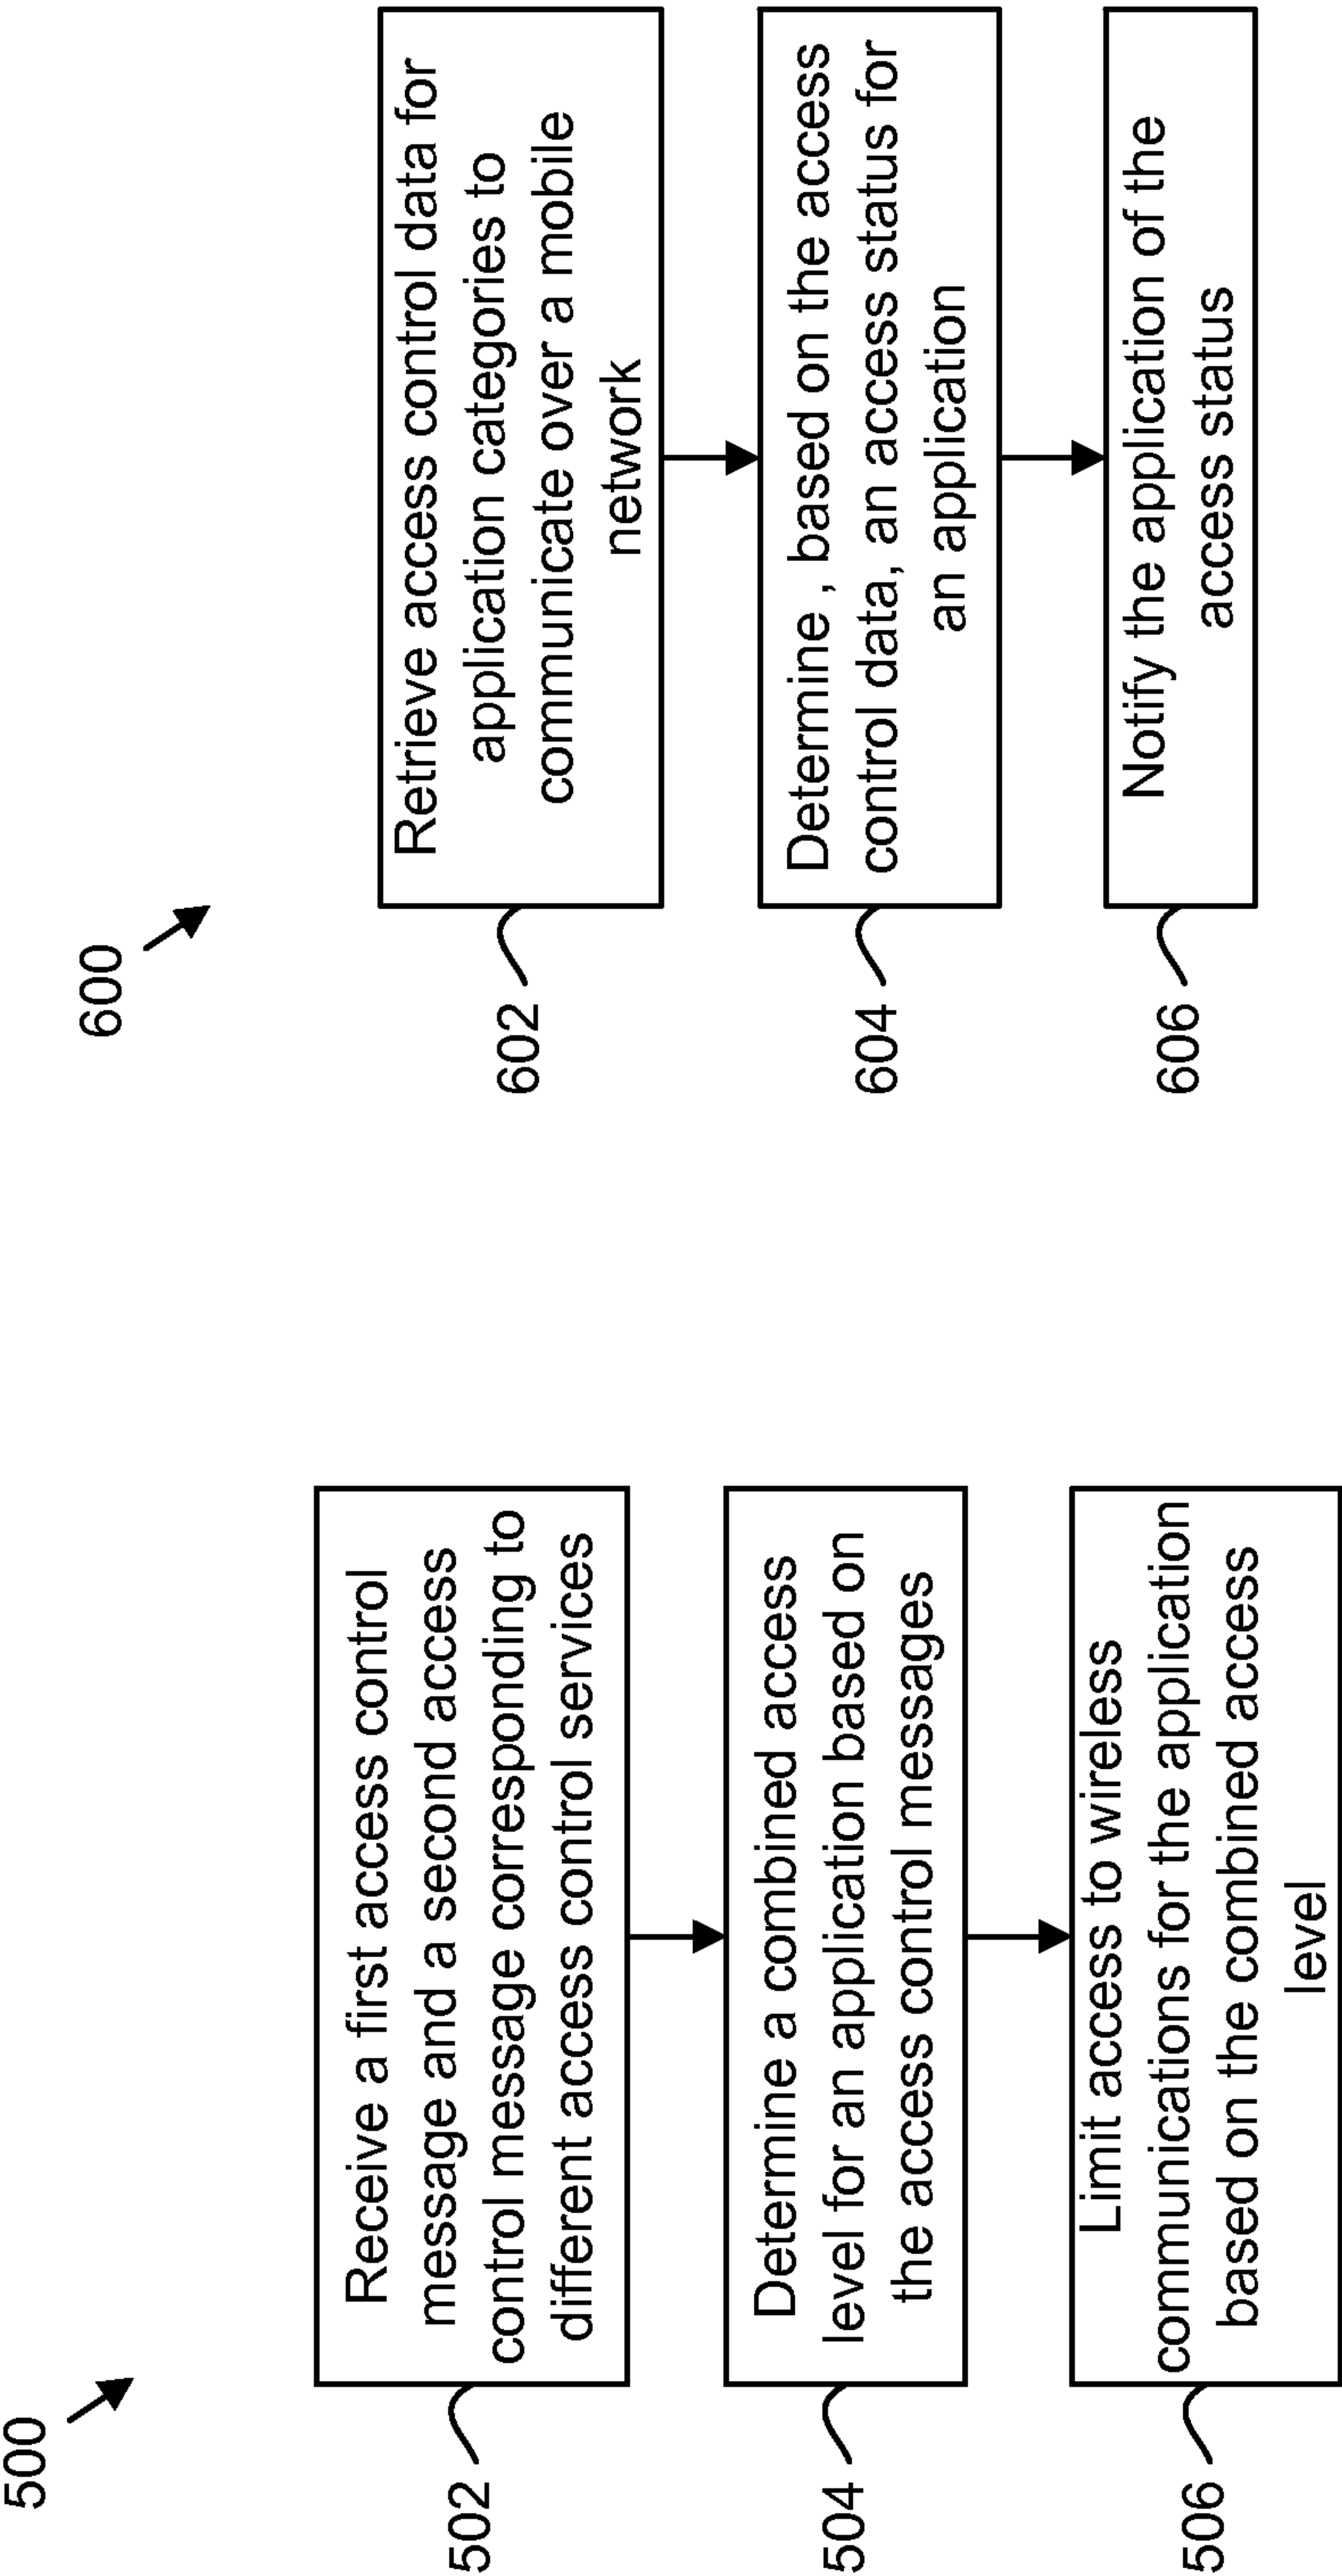 500
502
Receive a first access control
message and a second access
control message corresponding to
different access control services
504
Determine a combined access
level for an application based on
the access control messages
506
Limit access to wireless
communications for the application
based on the combined access
level
600
602
Retrieve access control data for
application categories to
communicate over a mobile
network
604
Determine , based on the access
control data, an access status for
an application
606
Notify the application of the
access status